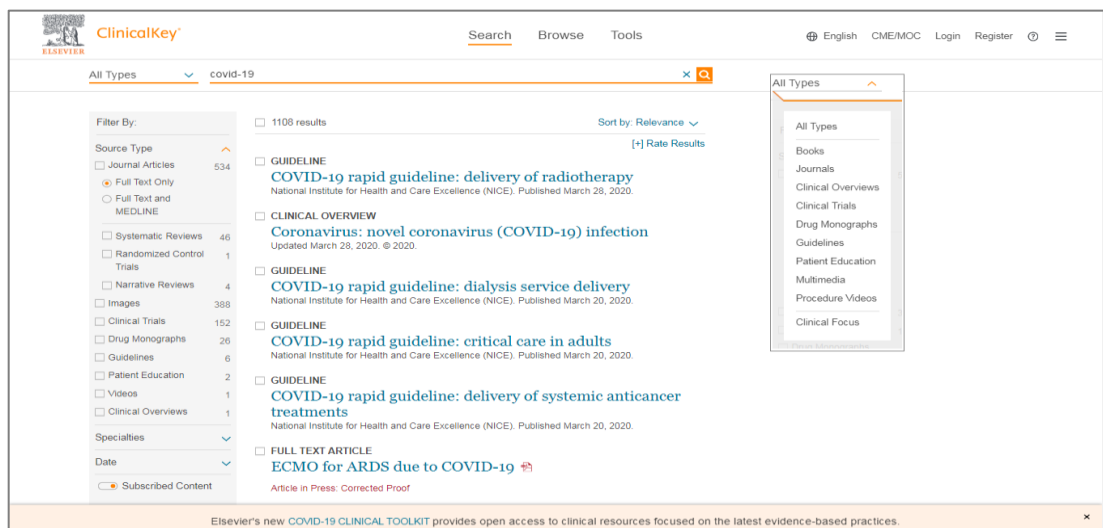 ELSEVIER
ClinicalKey®
Search Browse Tools
English CME/MOC Login Register ?
All Types covid-19 ×
Filter By:
Source Type
Journal Articles 534
Full Text Only
Full Text and
MEDLINE
Systematic Reviews 46
Randomized Control 1
Trials
Narrative Reviews 4
Images 388
Clinical Trials 152
Drug Monographs 26
Guidelines 6
Patient Education 2
Videos 1
Clinical Overviews 1
Specialties
Date
Subscribed Content
1108 results Sort by: Relevance
[+] Rate Results
GUIDELINE
COVID-19 rapid guideline: delivery of radiotherapy
National Institute for Health and Care Excellence (NICE). Published March 28, 2020.
CLINICAL OVERVIEW
Coronavirus: novel coronavirus (COVID-19) infection
Updated March 28, 2020. © 2020.
GUIDELINE
COVID-19 rapid guideline: dialysis service delivery
National Institute for Health and Care Excellence (NICE). Published March 20, 2020.
GUIDELINE
COVID-19 rapid guideline: critical care in adults
National Institute for Health and Care Excellence (NICE). Published March 20, 2020.
GUIDELINE
COVID-19 rapid guideline: delivery of systemic anticancer
treatments
National Institute for Health and Care Excellence (NICE). Published March 20, 2020.
FULL TEXT ARTICLE
ECMO for ARDS due to COVID-19
Article in Press: Corrected Proof
All Types
All Types
Books
Journals
Clinical Overviews
Clinical Trials
Drug Monographs
Guidelines
Patient Education
Multimedia
Procedure Videos
Clinical Focus
Drug Monographs
Elsevier's new COVID-19 CLINICAL TOOLKIT provides open access to clinical resources focused on the latest evidence-based practices. ×